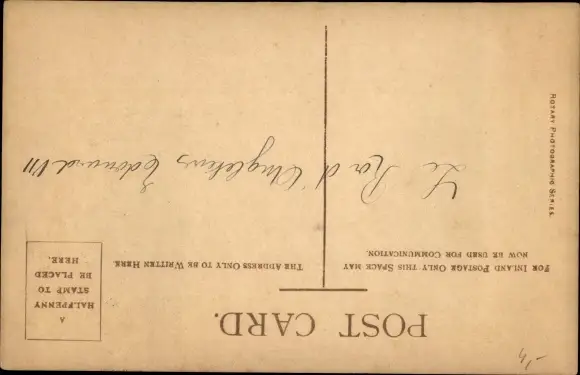 POST CARD.
FOR INLAND POSTAGE ONLY THIS SPACE MAY
NOW BE USED FOR COMMUNICATION.
THE ADDRESS ONLY TO BE WRITTEN HERE.
A
HALFPENNY
STAMP TO
BE PLACED
HERE.
Le Roi d'Angleterre Edouard VII
ROTARY PHOTOGRAPHIC SERIES.